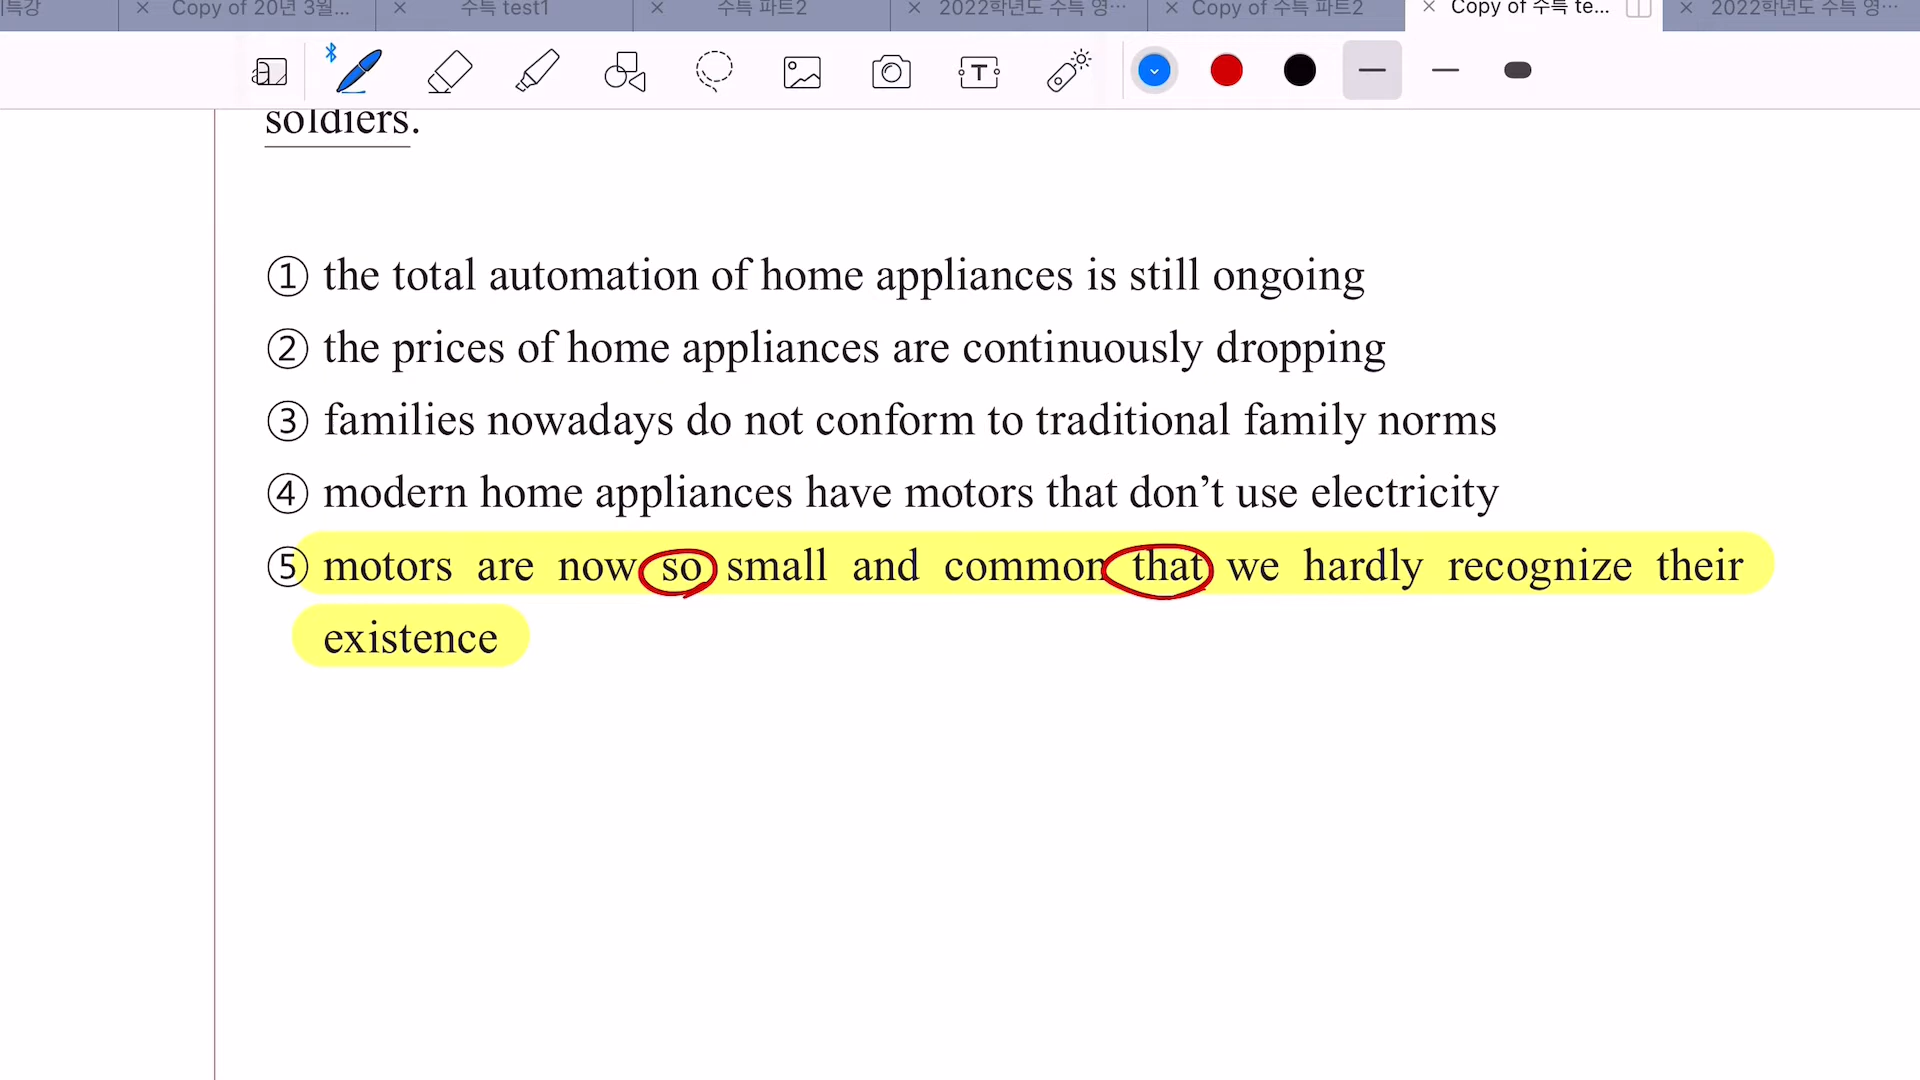 특강
Copy of 20년 3월...
수특 test1
수특 파트2
2022학년도 수특 영...
Copy of 수특 파트2
Copy of 수특 te...
2022학년도 수특 영...
T
soldiers.
① the total automation of home appliances is still ongoing
② the prices of home appliances are continuously dropping
③ families nowadays do not conform to traditional family norms
④ modern home appliances have motors that don’t use electricity
⑤ motors are now so small and common that we hardly recognize their
existence